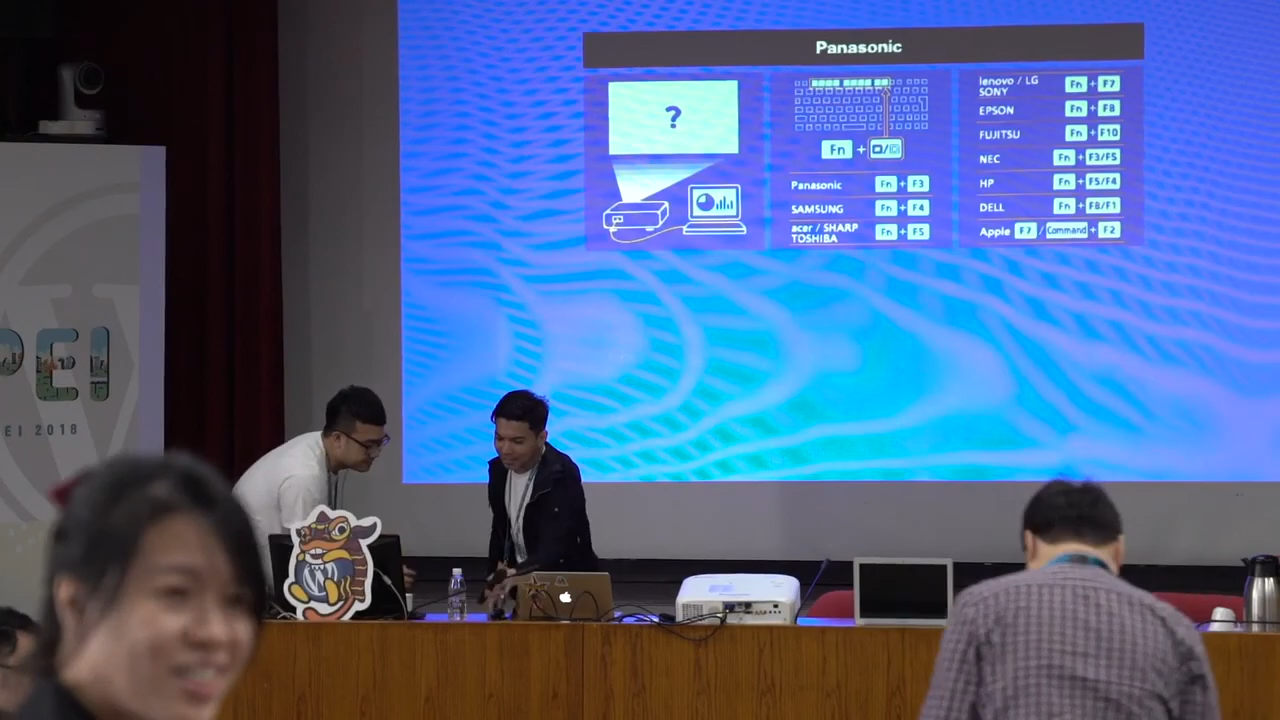 Panasonic
?
Fn + /
Panasonic Fn + F3
SAMSUNG Fn + F4
acer / SHARP
TOSHIBA Fn + F5
lenovo / LG
SONY Fn + F7
EPSON Fn + F8
FUJITSU Fn + F10
NEC Fn + F3/F5
HP Fn + F5/F4
DELL Fn + F8/F1
Apple F7 / Command + F2
PEI
EI 2018
W